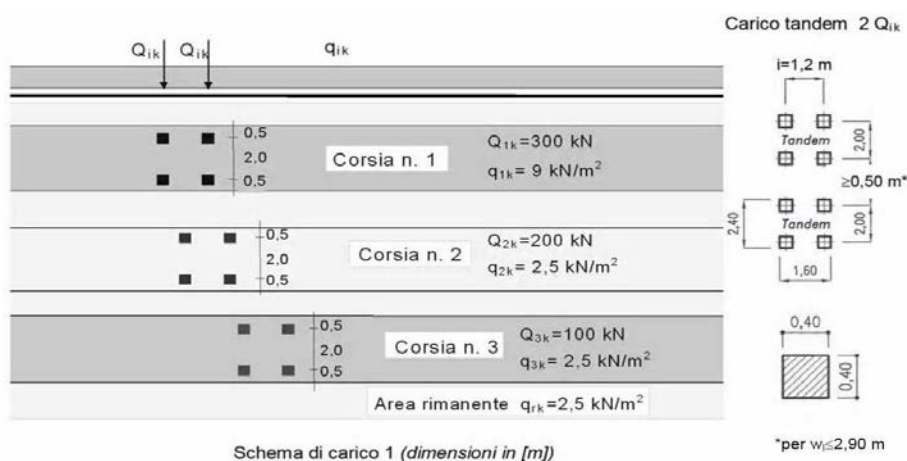 Carico tandem 2 Qik
Qik Qik qik
i=1,2 m
0.5
2.0
0.5
Corsia n. 1
Q1k=300 kN
q1k= 9 kN/m²
Tandem
2,00
≥0,50 m*
0,5
2.0
0,5
Corsia n. 2
Q2k=200 kN
q2k= 2,5 kN/m²
2,40
Tandem
2,00
1,60
0,5
2.0
0,5
Corsia n. 3
Q3k=100 kN
q3k= 2,5 kN/m²
0,40
0,40
Area rimanente qrk=2,5 kN/m²
Schema di carico 1 (dimensioni in [m])
*per wl≤2,90 m